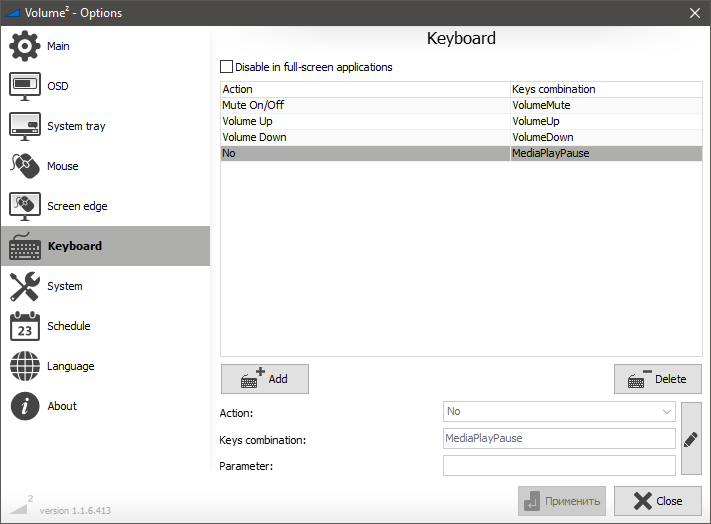 Volume² - Options
Keyboard
Main
OSD
System tray
Mouse
Screen edge
Keyboard
System
23
Schedule
Language
About
Disable in full-screen applications
Action Keys combination
Mute On/Off VolumeMute
Volume Up VolumeUp
Volume Down VolumeDown
No MediaPlayPause
Add Delete
Action: No
Keys combination: MediaPlayPause
Parameter:
2
version 1.1.6.413
Применить Close